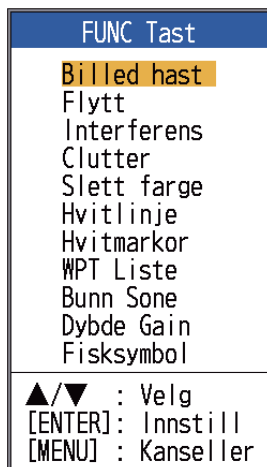 FUNC Tast
Billed hast
Flytt
Interferens
Clutter
Slett farge
Hvitlinje
Hvitmarkor
WPT Liste
Bunn Sone
Dybde Gain
Fisksymbol
▲/▼ : Velg
[ENTER]: Innstill
[MENU] : Kanseller